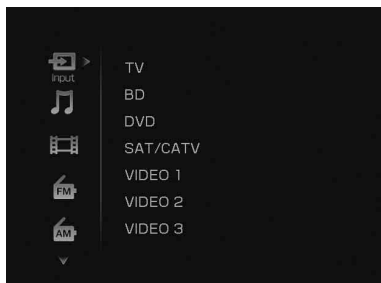 input
TV
BD
DVD
SAT/CATV
VIDEO 1
VIDEO 2
FM
VIDEO 3
AM